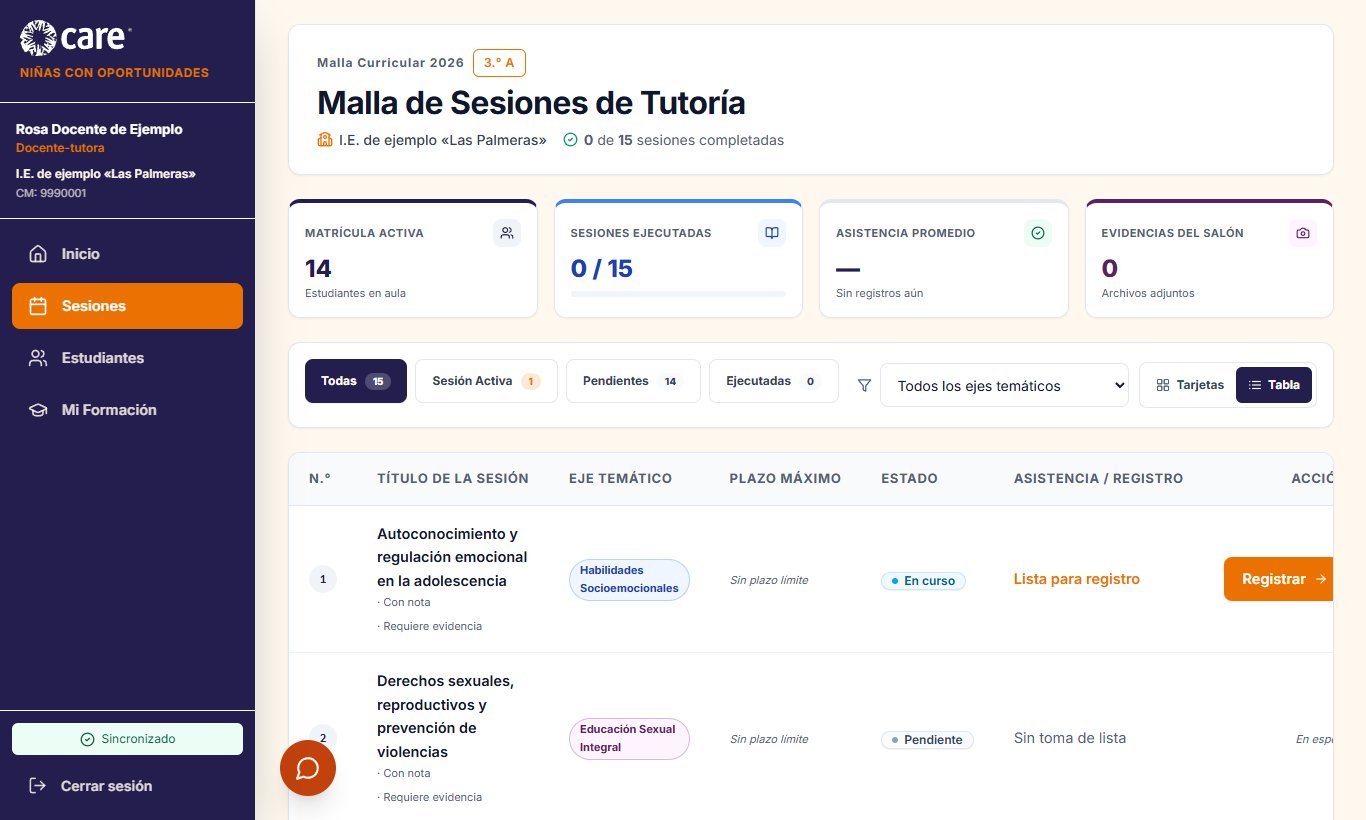 care
NIÑAS CON OPORTUNIDADES
Rosa Docente de Ejemplo
Docente-tutora
I.E. de ejemplo «Las Palmeras»
CM: 9990001
Inicio
Sesiones
Estudiantes
Mi Formación
Sincronizado
Cerrar sesión
Malla Curricular 2026 3.° A
Malla de Sesiones de Tutoría
I.E. de ejemplo «Las Palmeras» 0 de 15 sesiones completadas
MATRÍCULA ACTIVA
14
Estudiantes en aula
SESIONES EJECUTADAS
0 / 15
ASISTENCIA PROMEDIO
—
Sin registros aún
EVIDENCIAS DEL SALÓN
0
Archivos adjuntos
Todas 15 Sesión Activa 1 Pendientes 14 Ejecutadas 0 Todos los ejes temáticos Tarjetas Tabla
N.° TÍTULO DE LA SESIÓN EJE TEMÁTICO PLAZO MÁXIMO ESTADO ASISTENCIA / REGISTRO
1
Autoconocimiento y
regulación emocional
en la adolescencia
· Con nota
· Requiere evidencia
Habilidades
Socioemocionales
Sin plazo límite
En curso
Lista para registro
Registrar →
2
Derechos sexuales,
reproductivos y
prevención de
violencias
· Con nota
· Requiere evidencia
Educación Sexual
Integral
Sin plazo límite
Pendiente
Sin toma de lista
En